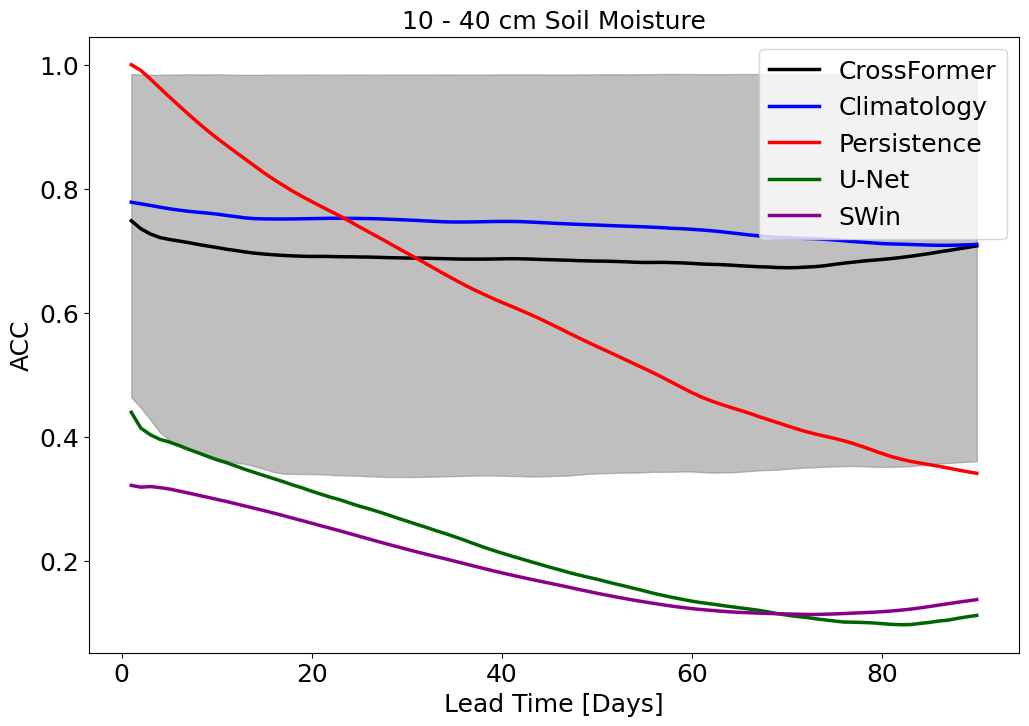 10 - 40 cm Soil Moisture
CrossFormer
Climatology
Persistence
U-Net
SWin
ACC
1.0
0.8
0.6
0.4
0.2
0 20 40 60 80
Lead Time [Days]